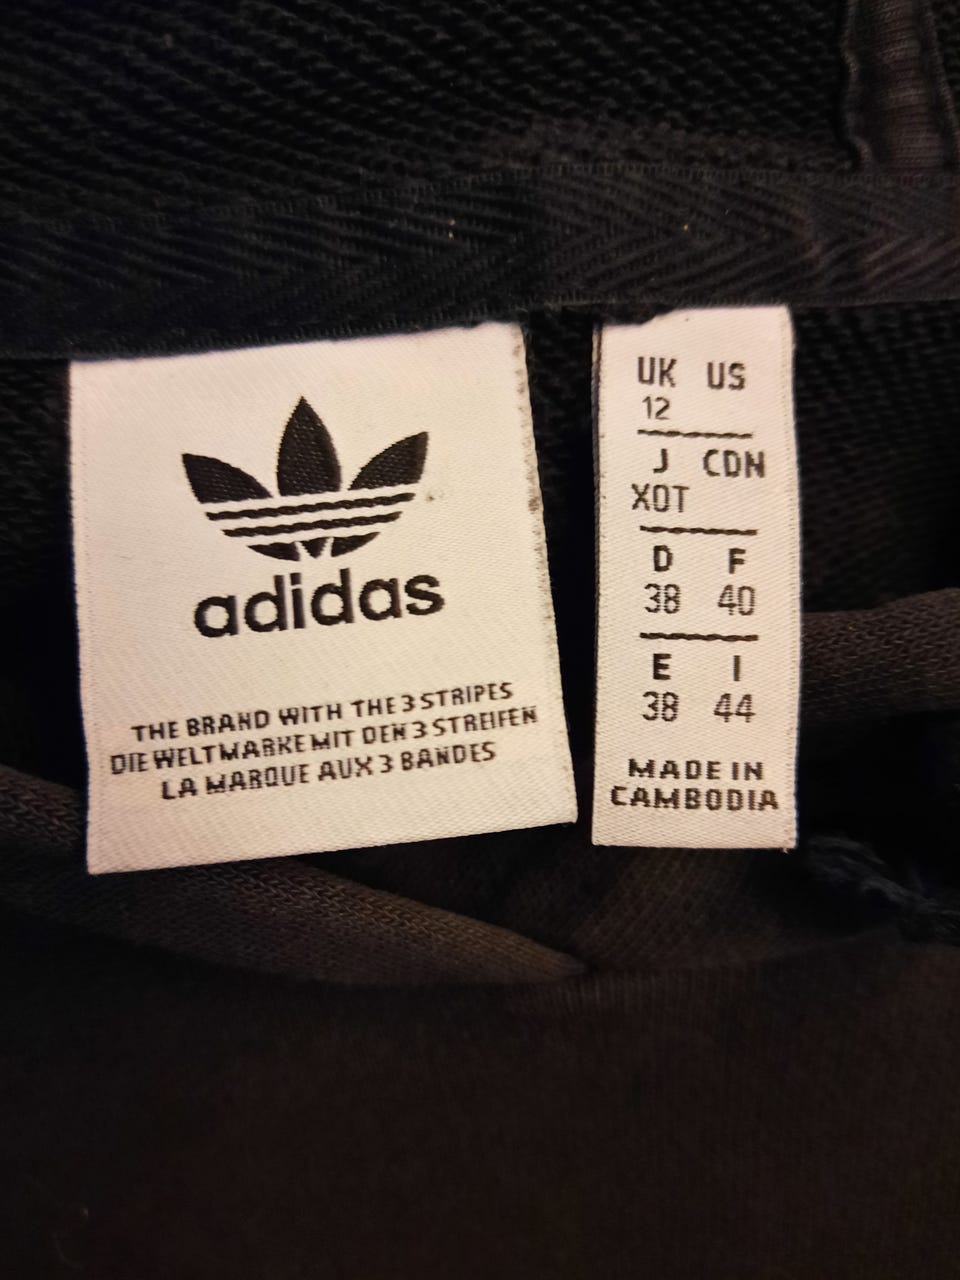 adidas
THE BRAND WITH THE 3 STRIPES
DIE WELTMARKE MIT DEN 3 STREIFEN
LA MARQUE AUX 3 BANDES
UK US
12
J CDN
XOT
D F
38 40
E I
38 44
MADE IN
CAMBODIA